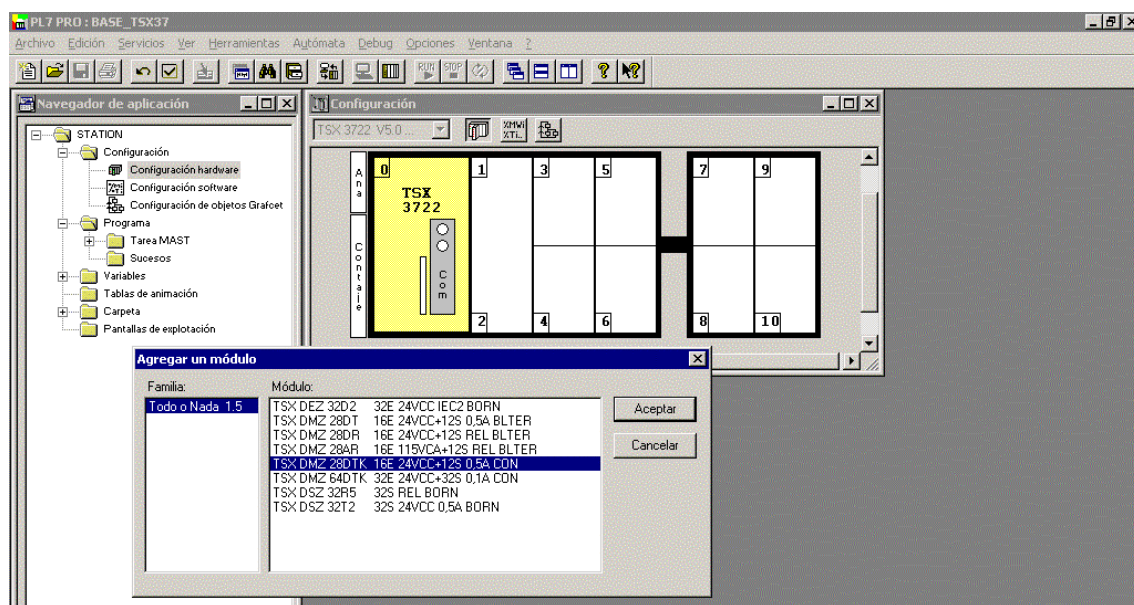 PL7 PRO : BASE_TSX37
Archivo Edición Servicios Ver Herramientas Autómata Debug Opciones Ventana ?
RUN STOP
Navegador de aplicación
STATION
Configuración
Configuración hardware
Configuración software
Configuración de objetos Grafcet
Programa
Tarea MAST
Sucesos
Variables
Tablas de animación
Carpeta
Pantallas de explotación
Configuración
TSX 3722 V5.0 ...
%MWi
%Ti..
Ana
Contaje
0 1 3 5 7 9
TSX
3722
Com
2 4 6 8 10
Agregar un módulo
Familia:
Módulo:
Todo o Nada 1.5
TSX DEZ 32D2 32E 24VCC IEC2 BORN
TSX DMZ 28DT 16E 24VCC+12S 0,5A BLTER
TSX DMZ 28DR 16E 24VCC+12S REL BLTER
TSX DMZ 28AR 16E 115VCA+12S REL BLTER
TSX DMZ 28DTK 16E 24VCC+12S 0,5A CON
TSX DMZ 64DTK 32E 24VCC+32S 0,1A CON
TSX DSZ 32R5 32S REL BORN
TSX DSZ 32T2 32S 24VCC 0,5A BORN
Aceptar
Cancelar